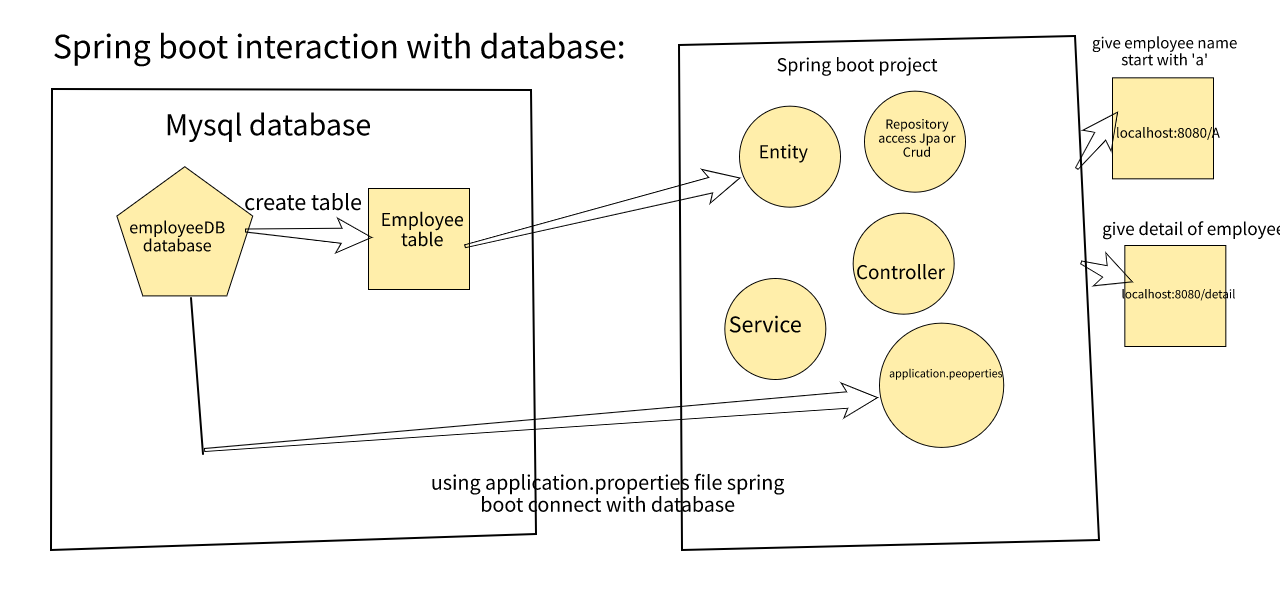 Spring boot interaction with database:
Mysql database
employeeDB
database
create table
Employee
table
using application.properties file spring
boot connect with database
Spring boot project
Entity
Repository
access Jpa or
Crud
Controller
Service
application.peoperties
give employee name
start with 'a'
localhost:8080/A
give detail of employee
localhost:8080/detail